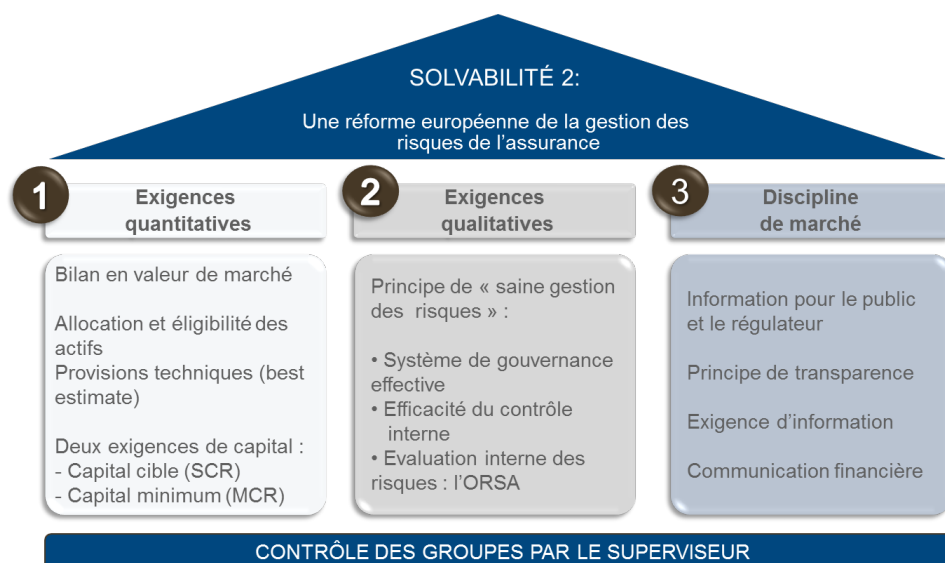 SOLVABILITÉ 2:
Une réforme européenne de la gestion des
risques de l'assurance
1
Exigences
quantitatives
Bilan en valeur de marché
Allocation et éligibilité des
actifs
Provisions techniques (best
estimate)
Deux exigences de capital :
- Capital cible (SCR)
- Capital minimum (MCR)
2
Exigences
qualitatives
Principe de « saine gestion
des risques » :
• Système de gouvernance
effective
• Efficacité du contrôle
interne
• Evaluation interne des
risques : l'ORSA
3
Discipline
de marché
Information pour le public
et le régulateur
Principe de transparence
Exigence d'information
Communication financière
CONTRÔLE DES GROUPES PAR LE SUPERVISEUR